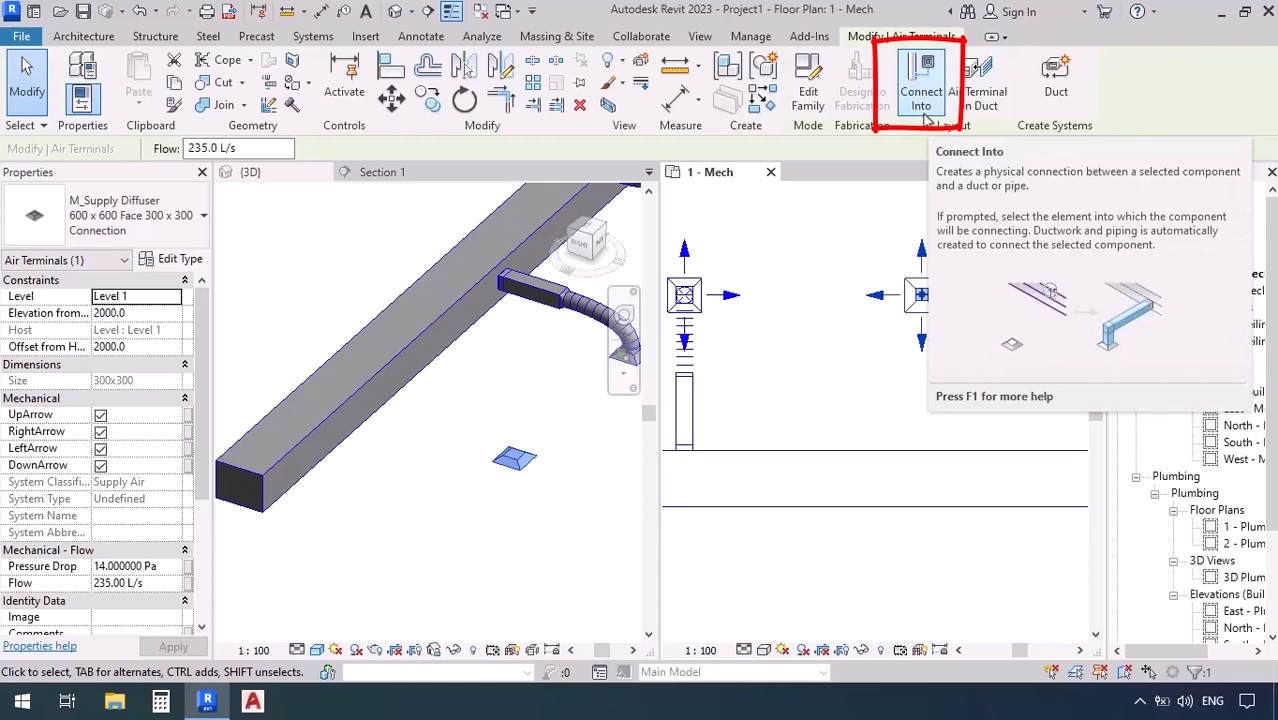 Autodesk Revit 2023 - Project1 - Floor Plan: 1 - Mech
Sign In
File
Architecture
Structure
Steel
Precast
Systems
Insert
Annotate
Analyze
Massing & Site
Collaborate
View
Manage
Add-Ins
Modify | Air Terminals
Modify
Paste
Cope
Cut
Join
Activate
Edit
Family
Design to
Fabrication
Connect
Into
Air Terminal
on Duct
Duct
Select
Properties
Clipboard
Geometry
Controls
Modify
View
Measure
Create
Mode
Create Systems
Modify | Air Terminals
Flow:
235.0 L/s
Properties
{3D}
Section 1
1 - Mech
M_Supply Diffuser
600 x 600 Face 300 x 300
Connection
Air Terminals (1)
Edit Type
Constraints
Level
Level 1
Elevation from...
2000.0
Host
Level : Level 1
Offset from H...
2000.0
Dimensions
Size
300x300
Mechanical
UpArrow
RightArrow
LeftArrow
DownArrow
System Classifi...
Supply Air
System Type
Undefined
System Name
System Abbre...
Mechanical - Flow
Pressure Drop
14.000000 Pa
Flow
235.00 L/s
Identity Data
Image
Comments
Properties help
Apply
RIGHT
Connect Into
Creates a physical connection between a selected component
and a duct or pipe.
If prompted, select the element into which the component
will be connecting. Ductwork and piping is automatically
created to connect the selected component.
Press F1 for more help
North -
South -
West - M
Plumbing
Plumbing
Floor Plans
1 - Plum
2 - Plum
3D Views
3D Plum
Elevations (Buil
East - P
North -
South -
1 : 100
1 : 100
Click to select, TAB for alternates, CTRL adds, SHIFT unselects.
:0
Main Model
:1
ENG